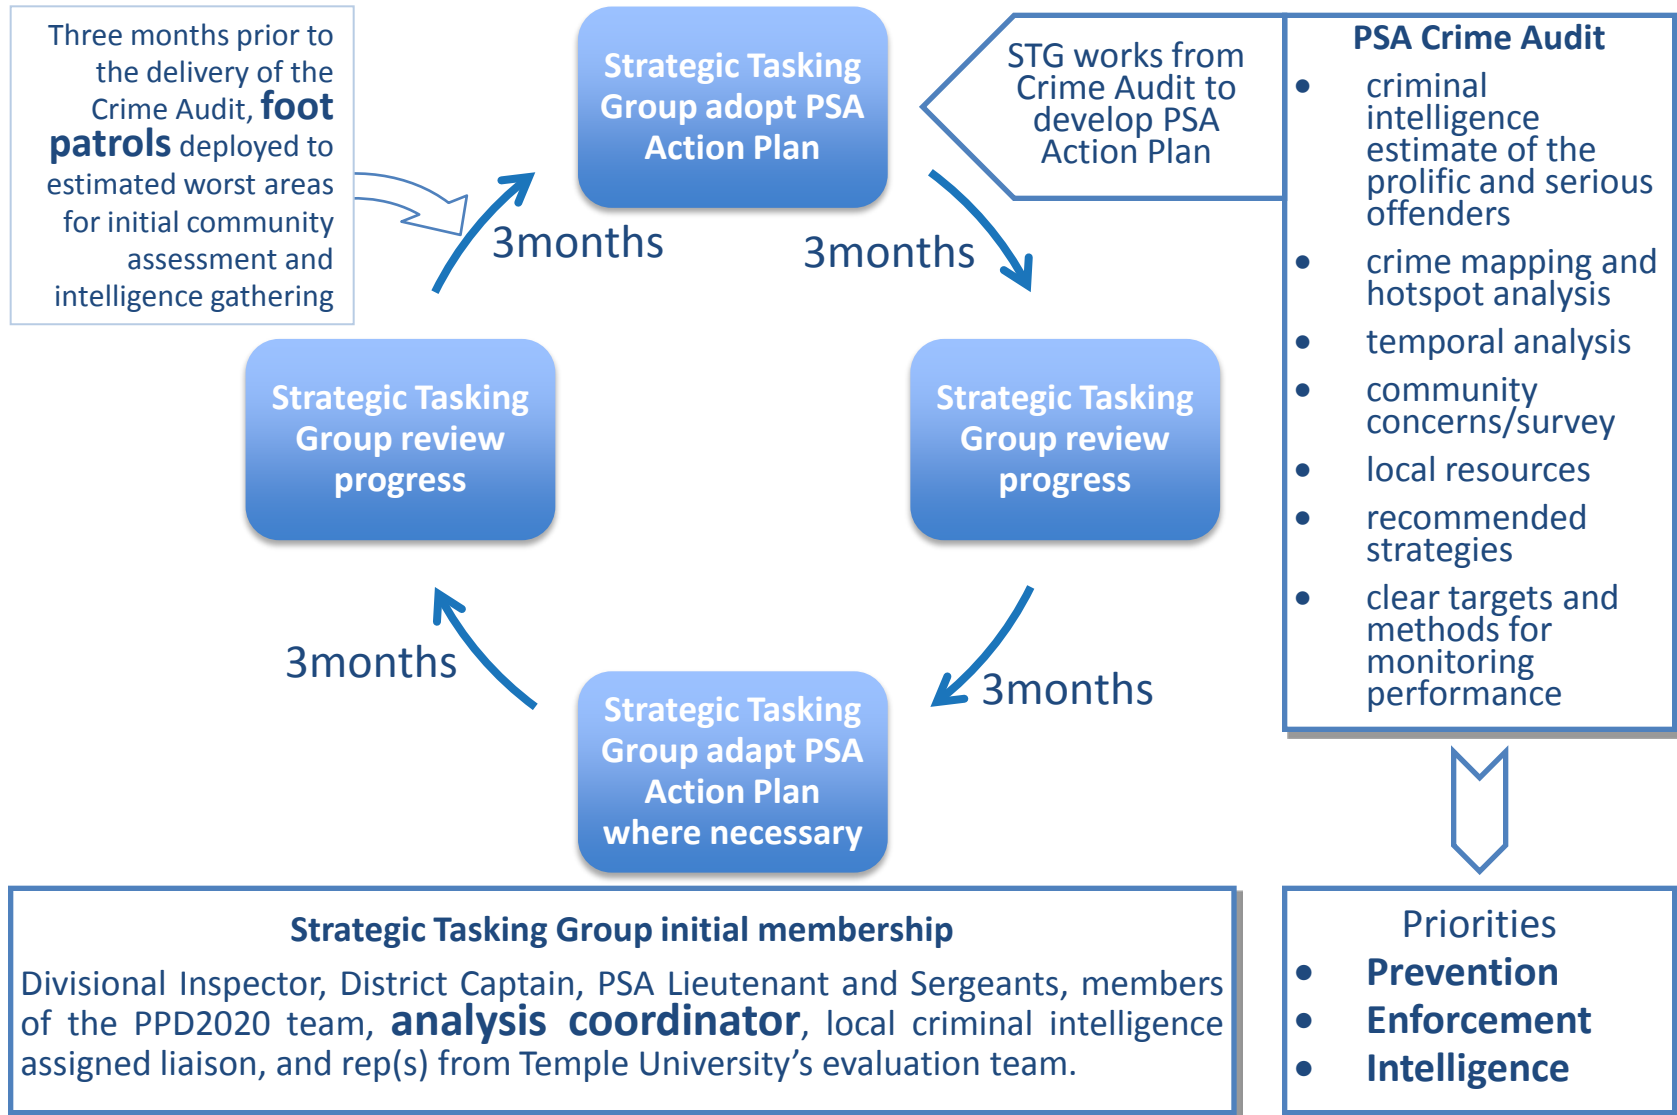 Three months prior to
the delivery of the
Crime Audit, foot
patrols deployed to
estimated worst areas
for initial community
assessment and
intelligence gathering
Strategic Tasking
Group adopt PSA
Action Plan
STG works from
Crime Audit to
develop PSA
Action Plan
PSA Crime Audit
• criminal
intelligence
estimate of the
prolific and serious
offenders
• crime mapping and
hotspot analysis
• temporal analysis
• community
concerns/survey
• local resources
• recommended
strategies
• clear targets and
methods for
monitoring
performance
3months
3months
Strategic Tasking
Group review
progress
Strategic Tasking
Group review
progress
3months
3months
Strategic Tasking
Group adapt PSA
Action Plan
where necessary
Strategic Tasking Group initial membership
Divisional Inspector, District Captain, PSA Lieutenant and Sergeants, members
of the PPD2020 team, analysis coordinator, local criminal intelligence
assigned liaison, and rep(s) from Temple University’s evaluation team.
Priorities
• Prevention
• Enforcement
• Intelligence